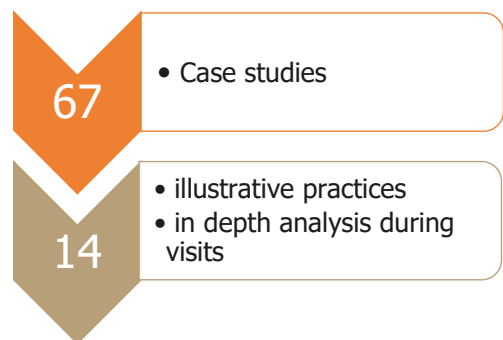 67
• Case studies
14
• illustrative practices
• in depth analysis during
visits